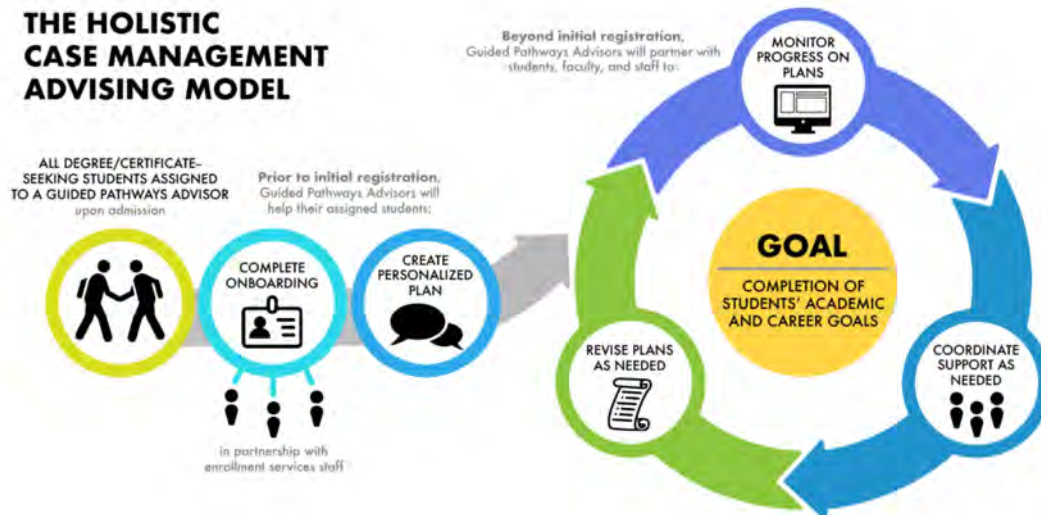 THE HOLISTIC
CASE MANAGEMENT
ADVISING MODEL
ALL DEGREE/CERTIFICATE–
SEEKING STUDENTS ASSIGNED
TO A GUIDED PATHWAYS ADVISOR
upon admission
Prior to initial registration,
Guided Pathways Advisors will
help their assigned students:
COMPLETE
ONBOARDING
in partnership with
enrollment services staff
CREATE
PERSONALIZED
PLAN
Beyond initial registration,
Guided Pathways Advisors will partner with
students, faculty, and staff to:
MONITOR
PROGRESS ON
PLANS
COORDINATE
SUPPORT AS
NEEDED
REVISE PLANS
AS NEEDED
GOAL
COMPLETION OF
STUDENTS' ACADEMIC
AND CAREER GOALS